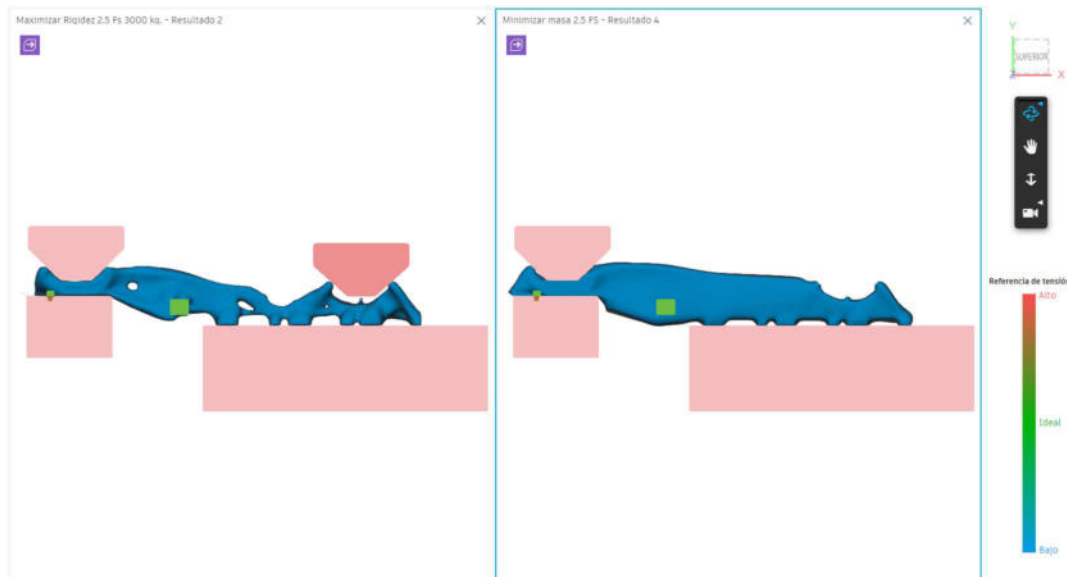 Maximizar Rigidez 2.5 Fs 3000 kg. - Resultado 2
Minimizar masa 2.5 FS - Resultado 4
Y
SUPERIOR
Z
X
Referencia de tensión
Alto
Ideal
Bajo